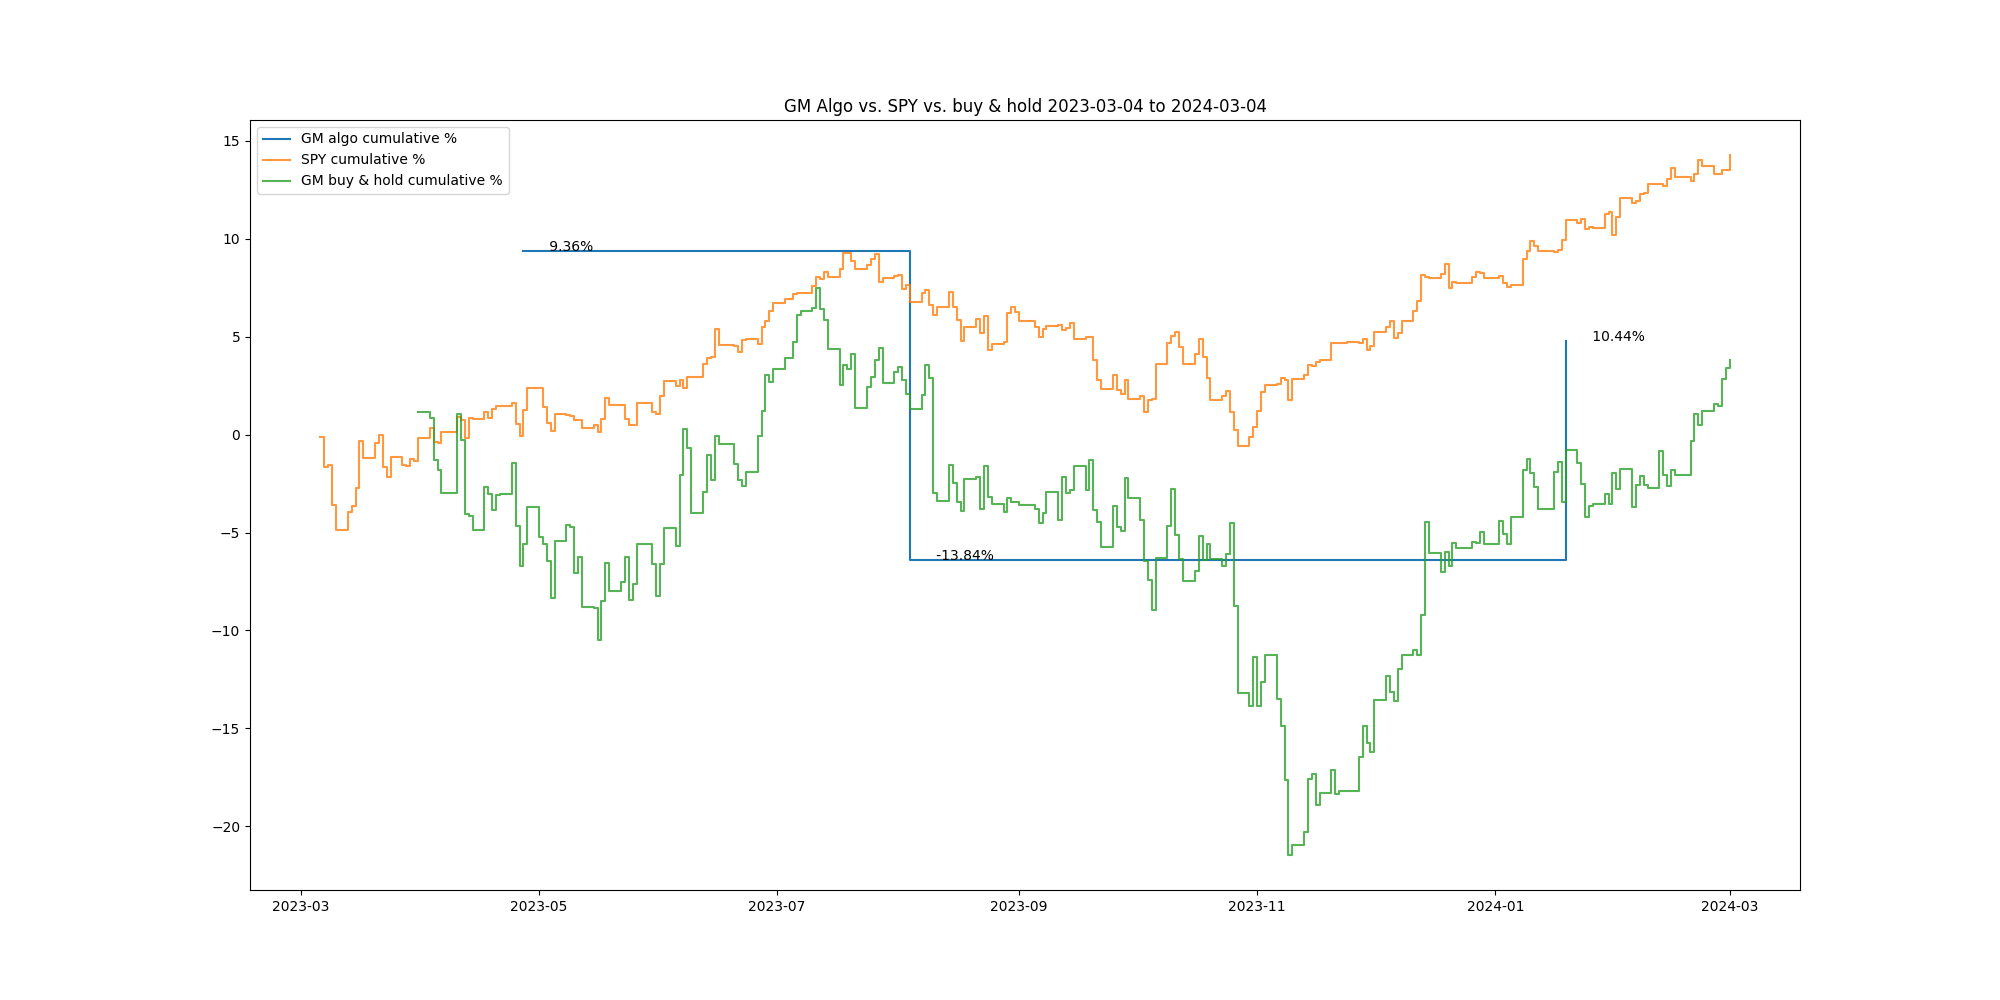 GM Algo vs. SPY vs. buy & hold 2023-03-04 to 2024-03-04
GM algo cumulative %
SPY cumulative %
GM buy & hold cumulative %
15
10
5
0
−5
−10
−15
−20
9.36%
10.44%
-13.84%
2023-03 2023-05 2023-07 2023-09 2023-11 2024-01 2024-03